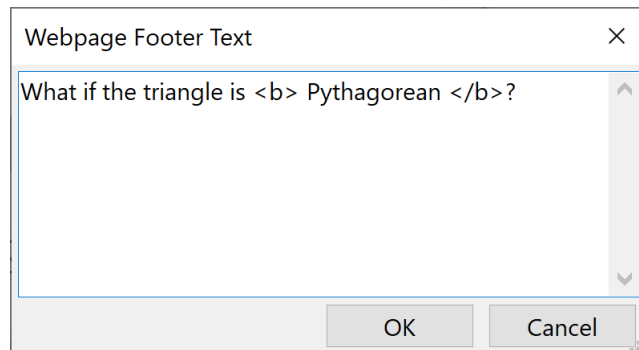 Webpage Footer Text
What if the triangle is <b> Pythagorean </b>?
OK
Cancel